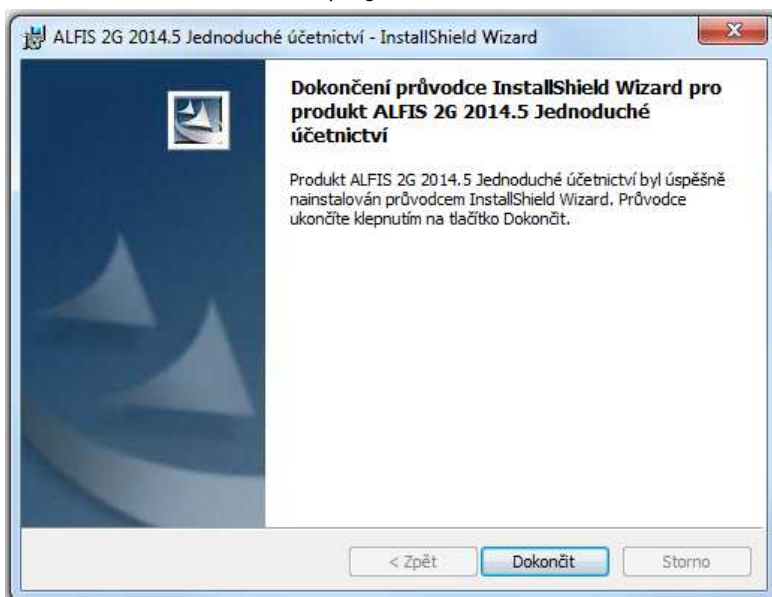 ALFIS 2G 2014.5 Jednoduché účetnictví - InstallShield Wizard
Dokončení průvodce InstallShield Wizard pro
produkt ALFIS 2G 2014.5 Jednoduché
účetnictví
Produkt ALFIS 2G 2014.5 Jednoduché účetnictví byl úspěšně
nainstalován průvodcem InstallShield Wizard. Průvodce
ukončíte klepnutím na tlačítko Dokončit.
< Zpět Dokončit Storno